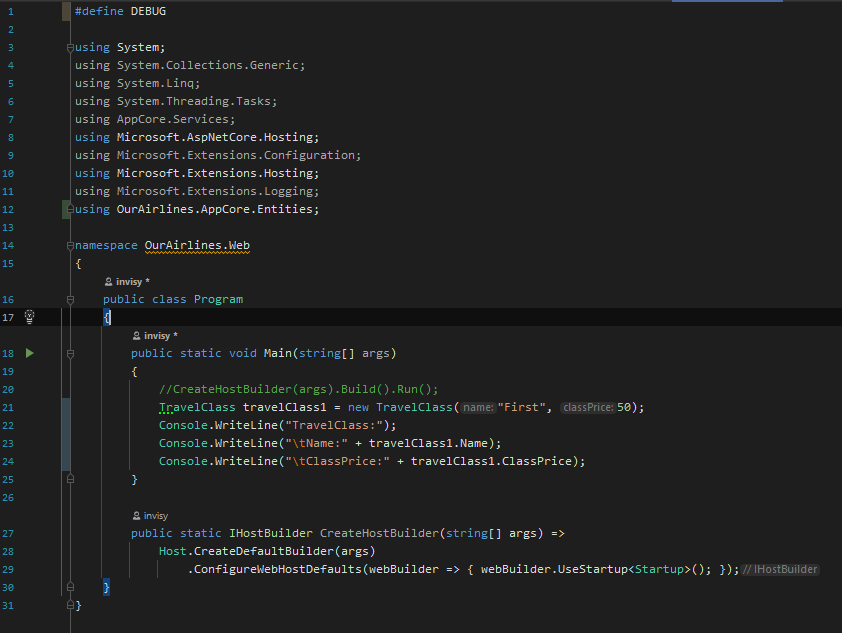 1 #define DEBUG
2
3 using System;
4 using System.Collections.Generic;
5 using System.Linq;
6 using System.Threading.Tasks;
7 using AppCore.Services;
8 using Microsoft.AspNetCore.Hosting;
9 using Microsoft.Extensions.Configuration;
10 using Microsoft.Extensions.Hosting;
11 using Microsoft.Extensions.Logging;
12 using OurAirlines.AppCore.Entities;
13
14 namespace OurAirlines.Web
15 {
invisy *
16 public class Program
17 {
invisy *
18 public static void Main(string[] args)
19 {
20 //CreateHostBuilder(args).Build().Run();
21 TravelClass travelClass1 = new TravelClass( name: "First", classPrice: 50);
22 Console.WriteLine("TravelClass:");
23 Console.WriteLine("\tName:" + travelClass1.Name);
24 Console.WriteLine("\tClassPrice:" + travelClass1.ClassPrice);
25 }
26
invisy
27 public static IHostBuilder CreateHostBuilder(string[] args) =>
28 Host.CreateDefaultBuilder(args)
29 .ConfigureWebHostDefaults(webBuilder => { webBuilder.UseStartup<Startup>(); }); // IHostBuilder
30 }
31 }